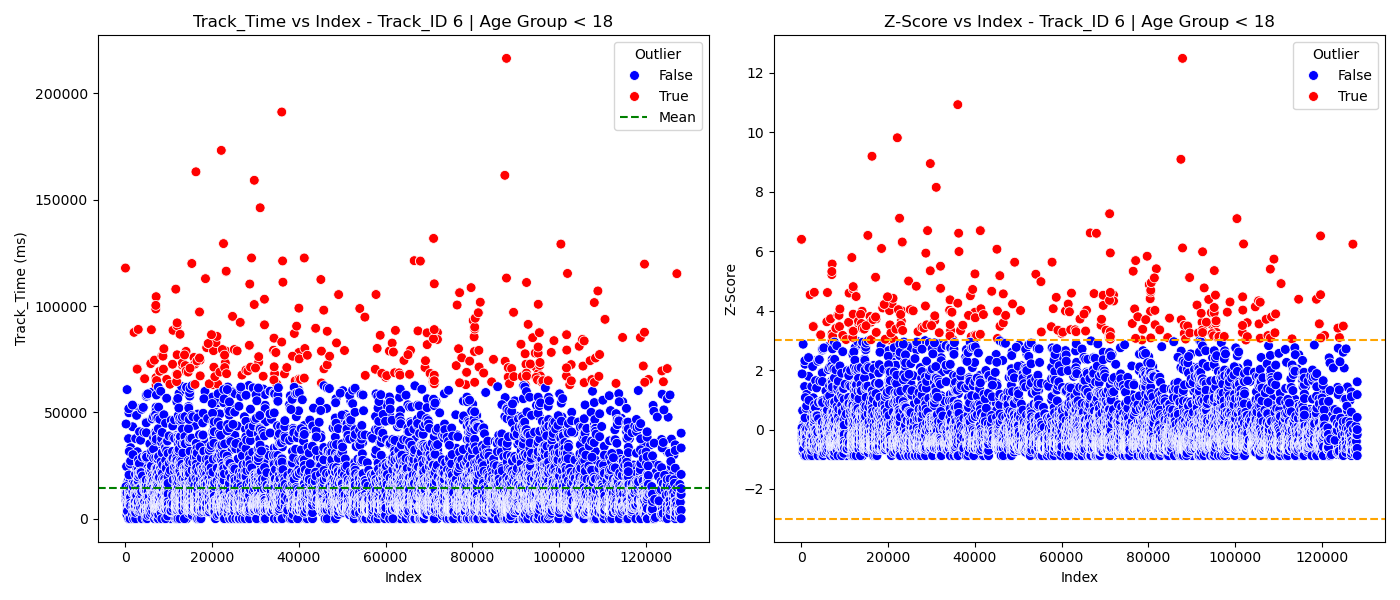 Track_Time vs Index - Track_ID 6 | Age Group < 18
Outlier
False
True
Mean
200000
150000
100000
50000
0
Track_Time (ms)
0
20000
40000
60000
80000
100000
120000
Index
Z-Score vs Index - Track_ID 6 | Age Group < 18
Outlier
False
True
12
10
8
6
4
2
0
−2
Z-Score
0
20000
40000
60000
80000
100000
120000
Index